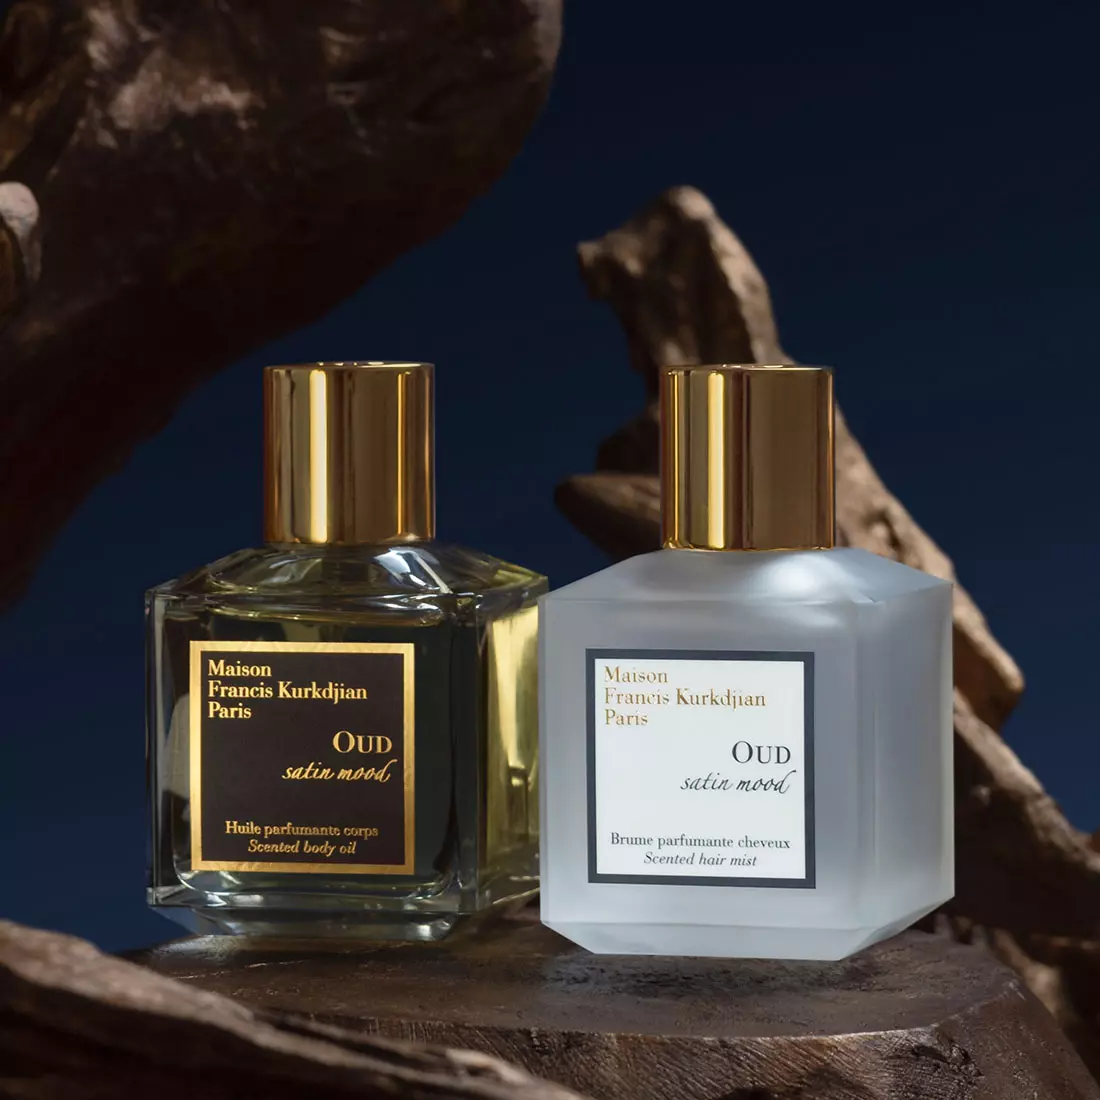 Maison
Francis Kurkdjian
Paris
OUD
satin mood
Huile parfumante corps
Scented body oil
Maison
Francis Kurkdjian
Paris
OUD
satin mood
Brume parfumante cheveux
Scented hair mist